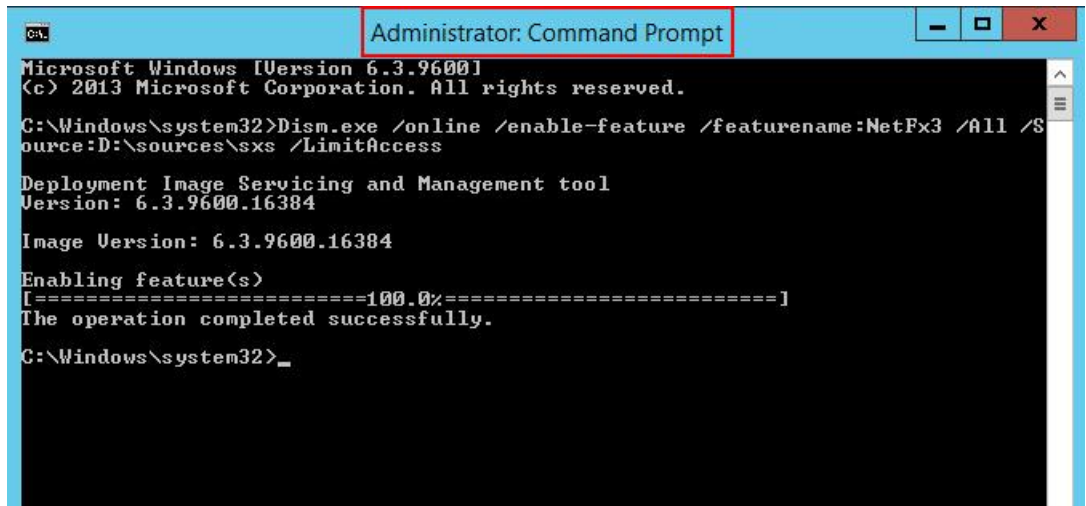 Administrator: Command Prompt
Microsoft Windows [Version 6.3.9600]
(c) 2013 Microsoft Corporation. All rights reserved.
C:\Windows\system32>Dism.exe /online /enable-feature /featurename:NetFx3 /All /S
ource:D:\sources\sxs /LimitAccess
Deployment Image Servicing and Management tool
Version: 6.3.9600.16384
Image Version: 6.3.9600.16384
Enabling feature(s)
[==========================100.0%==========================]
The operation completed successfully.
C:\Windows\system32>_